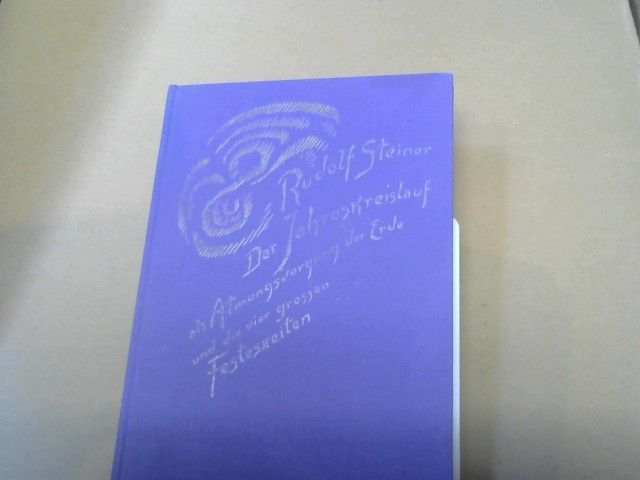 Rudolf Steiner
Der Jahreskreislauf
als Atmungsvorgang der Erde
und die vier grossen
Festeszeiten